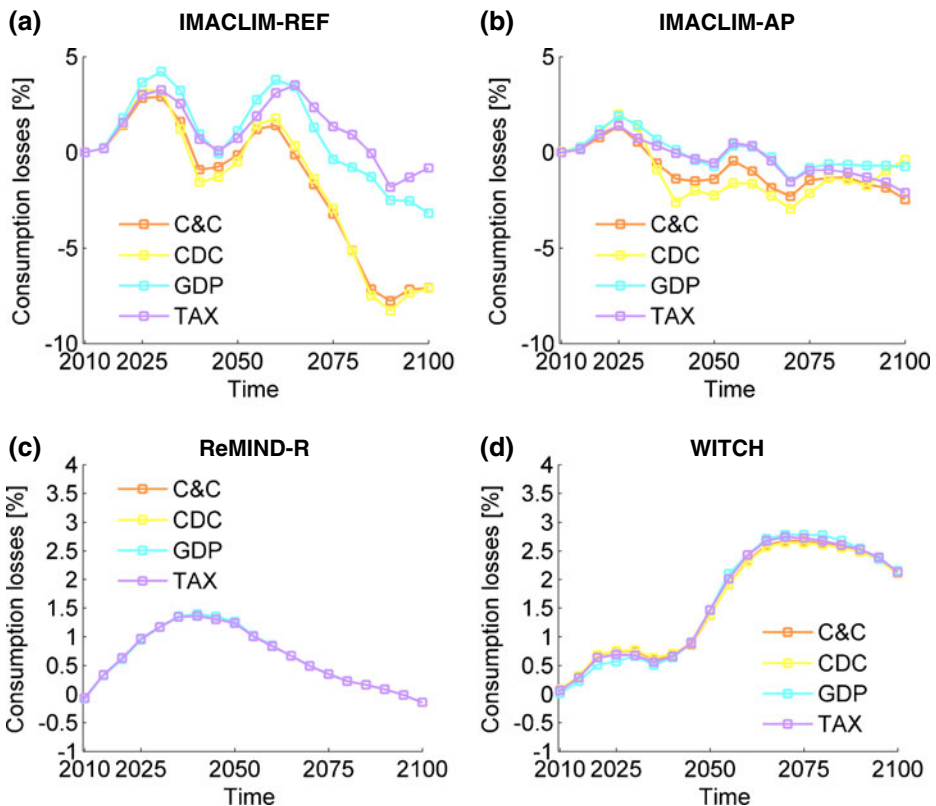 (a) IMACLIM-REF
Consumption losses [%]
5
0
-5
-10
C&C
CDC
GDP
TAX
2010 2025 2050 2075 2100
Time
(b) IMACLIM-AP
Consumption losses [%]
5
0
-5
-10
C&C
CDC
GDP
TAX
2010 2025 2050 2075 2100
Time
(c) ReMIND-R
Consumption losses [%]
4
3.5
3
2.5
2
1.5
1
0.5
0
-0.5
-1
C&C
CDC
GDP
TAX
2010 2025 2050 2075 2100
Time
(d) WITCH
Consumption losses [%]
4
3.5
3
2.5
2
1.5
1
0.5
0
-0.5
-1
C&C
CDC
GDP
TAX
2010 2025 2050 2075 2100
Time